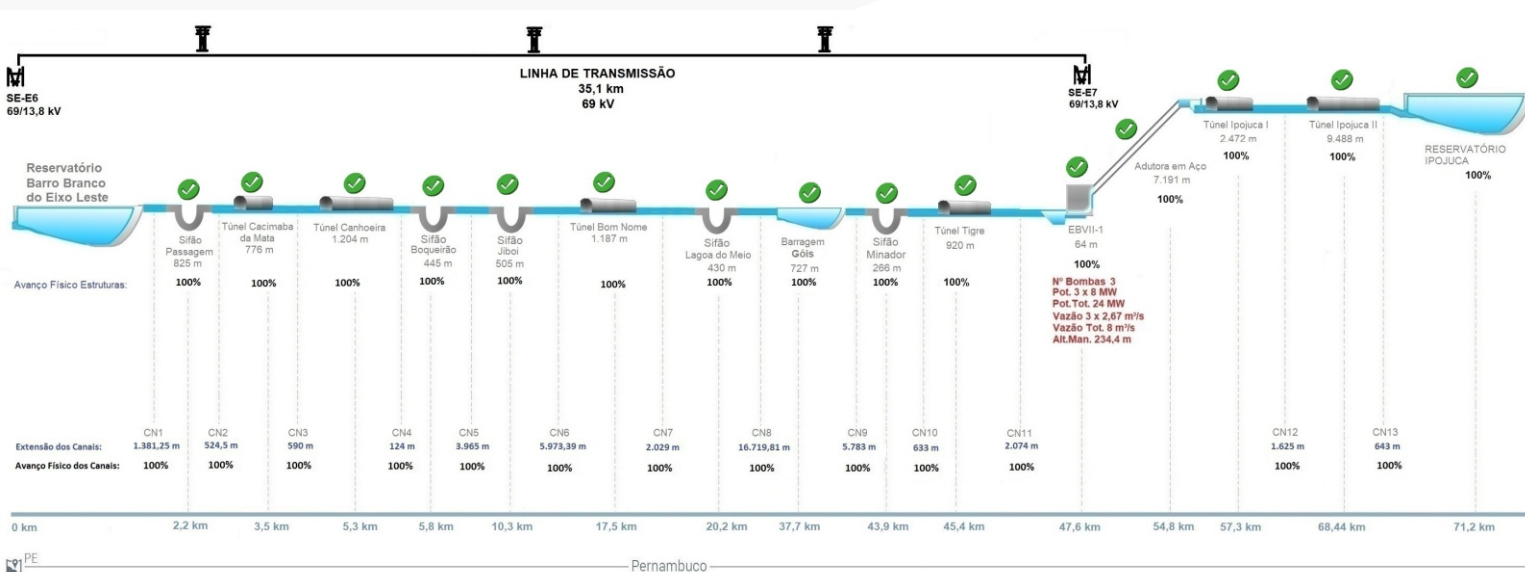 LINHA DE TRANSMISSÃO
35,1 km
69 kV
SE-E6
69/13,8 kV
SE-E7
69/13,8 kV
Reservatório
Barro Branco
do Eixo Leste
Sifão
Passagem
825 m
100%
Túnel Cacimaba
da Mata
776 m
100%
Túnel Canhoeira
1.204 m
100%
Sifão
Boqueirão
445 m
100%
Sifão
Jiboi
505 m
100%
Túnel Bom Nome
1.187 m
100%
Sifão
Lagoa do Meio
430 m
100%
Barragem
Góis
727 m
100%
Sifão
Minador
266 m
100%
Túnel Tigre
920 m
100%
EBVII-1
64 m
100%
Nº Bombas 3
Pot. 3 x 8 MW
Pot.Tot. 24 MW
Vazão 3 x 2,67 m³/s
Vazão Tot. 8 m³/s
Alt.Man. 234,4 m
Adutora em Aço
7.191 m
100%
Túnel Ipojuca I
2.472 m
100%
Túnel Ipojuca II
9.488 m
100%
RESERVATÓRIO
IPOJUCA
100%
Avanço Físico Estruturas:
CN1 CN2 CN3 CN4 CN5 CN6 CN7 CN8 CN9 CN10 CN11 CN12 CN13
Extensão dos Canais: 1.381,25 m 524,5 m 590 m 124 m 3.965 m 5.973,39 m 2.029 m 16.719,81 m 5.783 m 633 m 2.074 m 1.625 m 643 m
Avanço Físico dos Canais: 100% 100% 100% 100% 100% 100% 100% 100% 100% 100% 100% 100% 100%
0 km 2,2 km 3,5 km 5,3 km 5,8 km 10,3 km 17,5 km 20,2 km 37,7 km 43,9 km 45,4 km 47,6 km 54,8 km 57,3 km 68,44 km 71,2 km
PE
Pernambuco